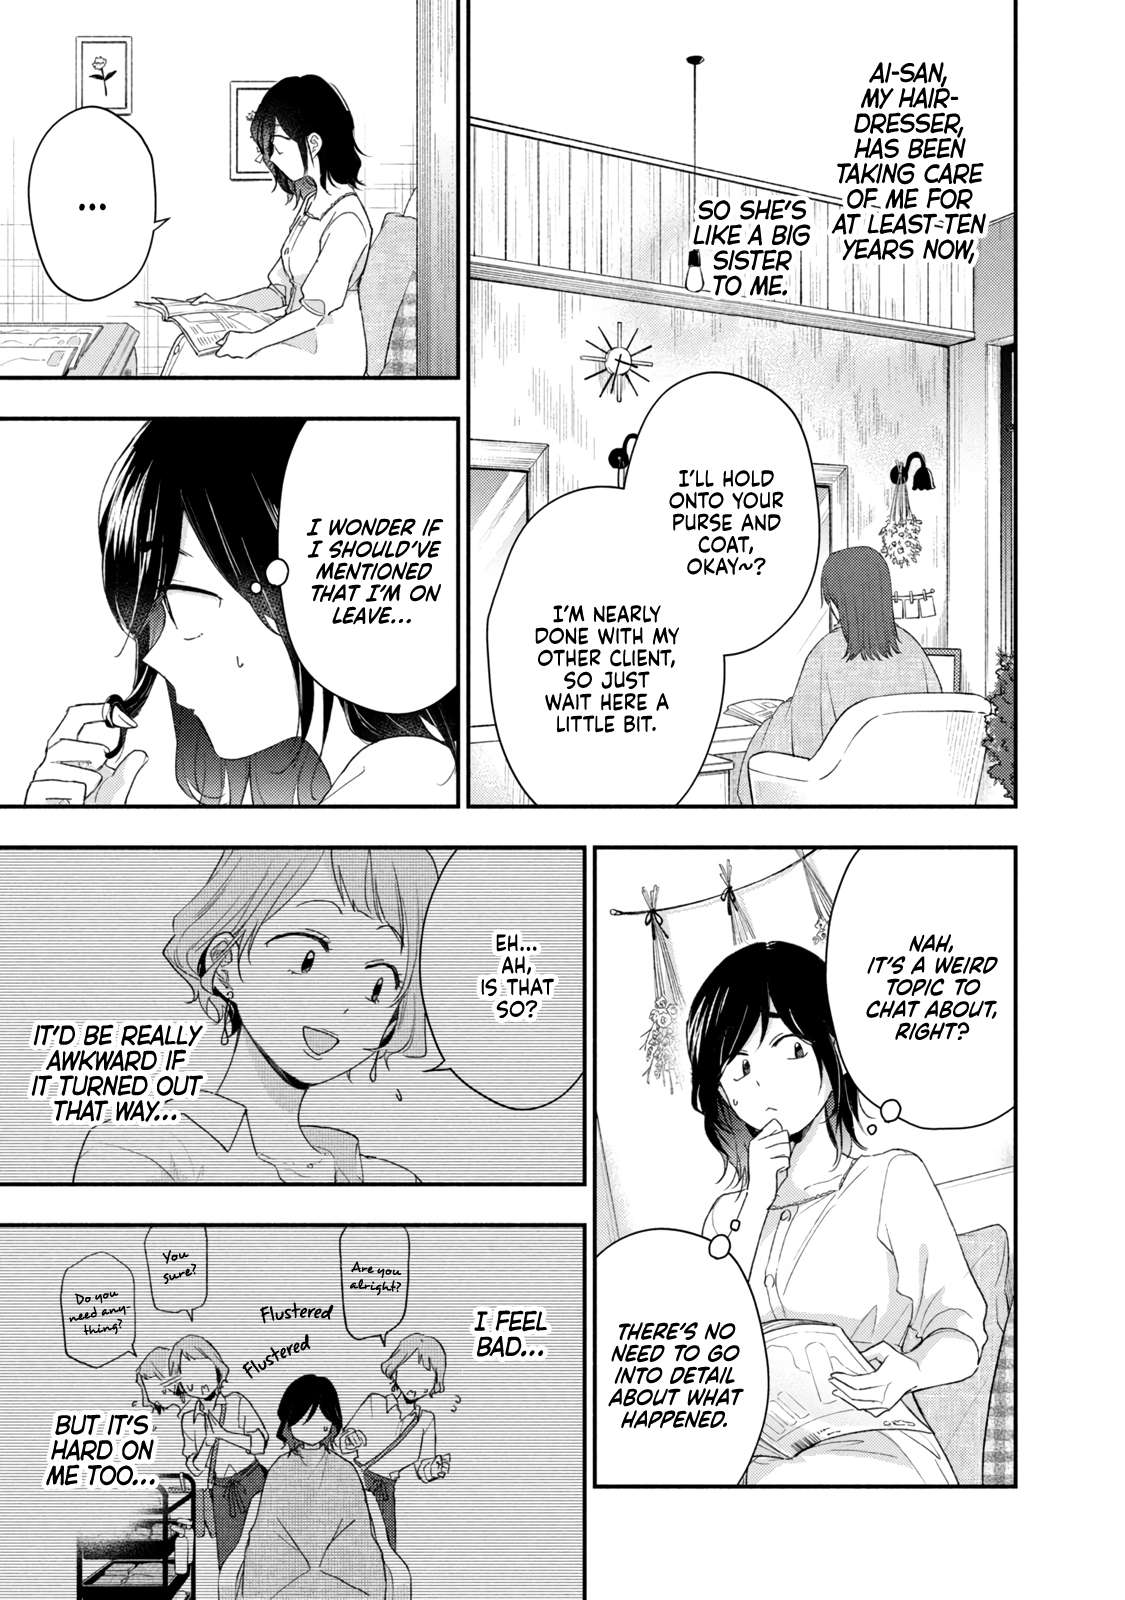 AI-SAN,
MY HAIR-
DRESSER,
HAS BEEN
TAKING CARE
OF ME FOR
AT LEAST TEN
YEARS NOW,
SO SHE'S
LIKE A BIG
SISTER
TO ME.
I'LL HOLD
ONTO YOUR
PURSE AND
COAT,
OKAY~?
I'M NEARLY
DONE WITH MY
OTHER CLIENT,
SO JUST
WAIT HERE A
LITTLE BIT.
...
I WONDER IF
I SHOULD'VE
MENTIONED
THAT I'M ON
LEAVE...
NAH,
IT'S A WEIRD
TOPIC TO
CHAT ABOUT,
RIGHT?
THERE'S NO
NEED TO GO
INTO DETAIL
ABOUT WHAT
HAPPENED.
EH...
AH,
IS THAT
SO?
IT'D BE REALLY
AWKWARD IF
IT TURNED OUT
THAT WAY...
Are you
alright?
You
sure?
Do you
need any-
thing?
Flustered
Flustered
I FEEL
BAD...
BUT IT'S
HARD ON
ME TOO...